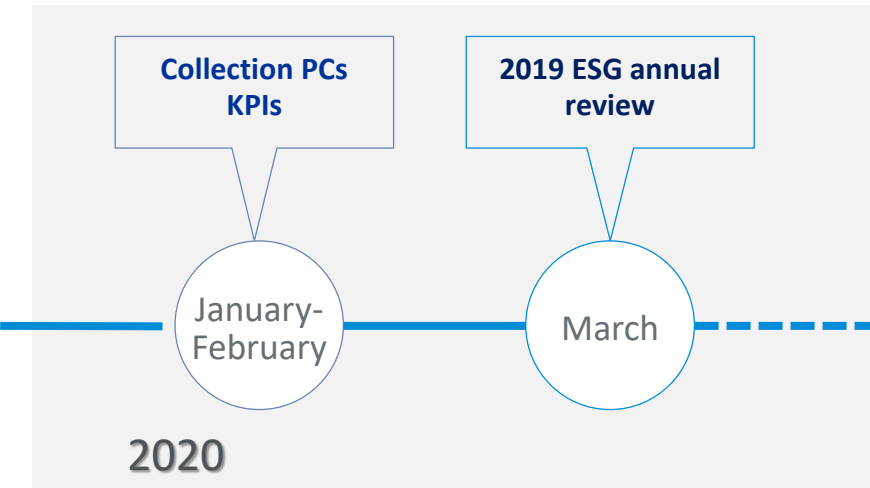 Collection PCs
KPIs
2019 ESG annual
review
January-
February
March
2020